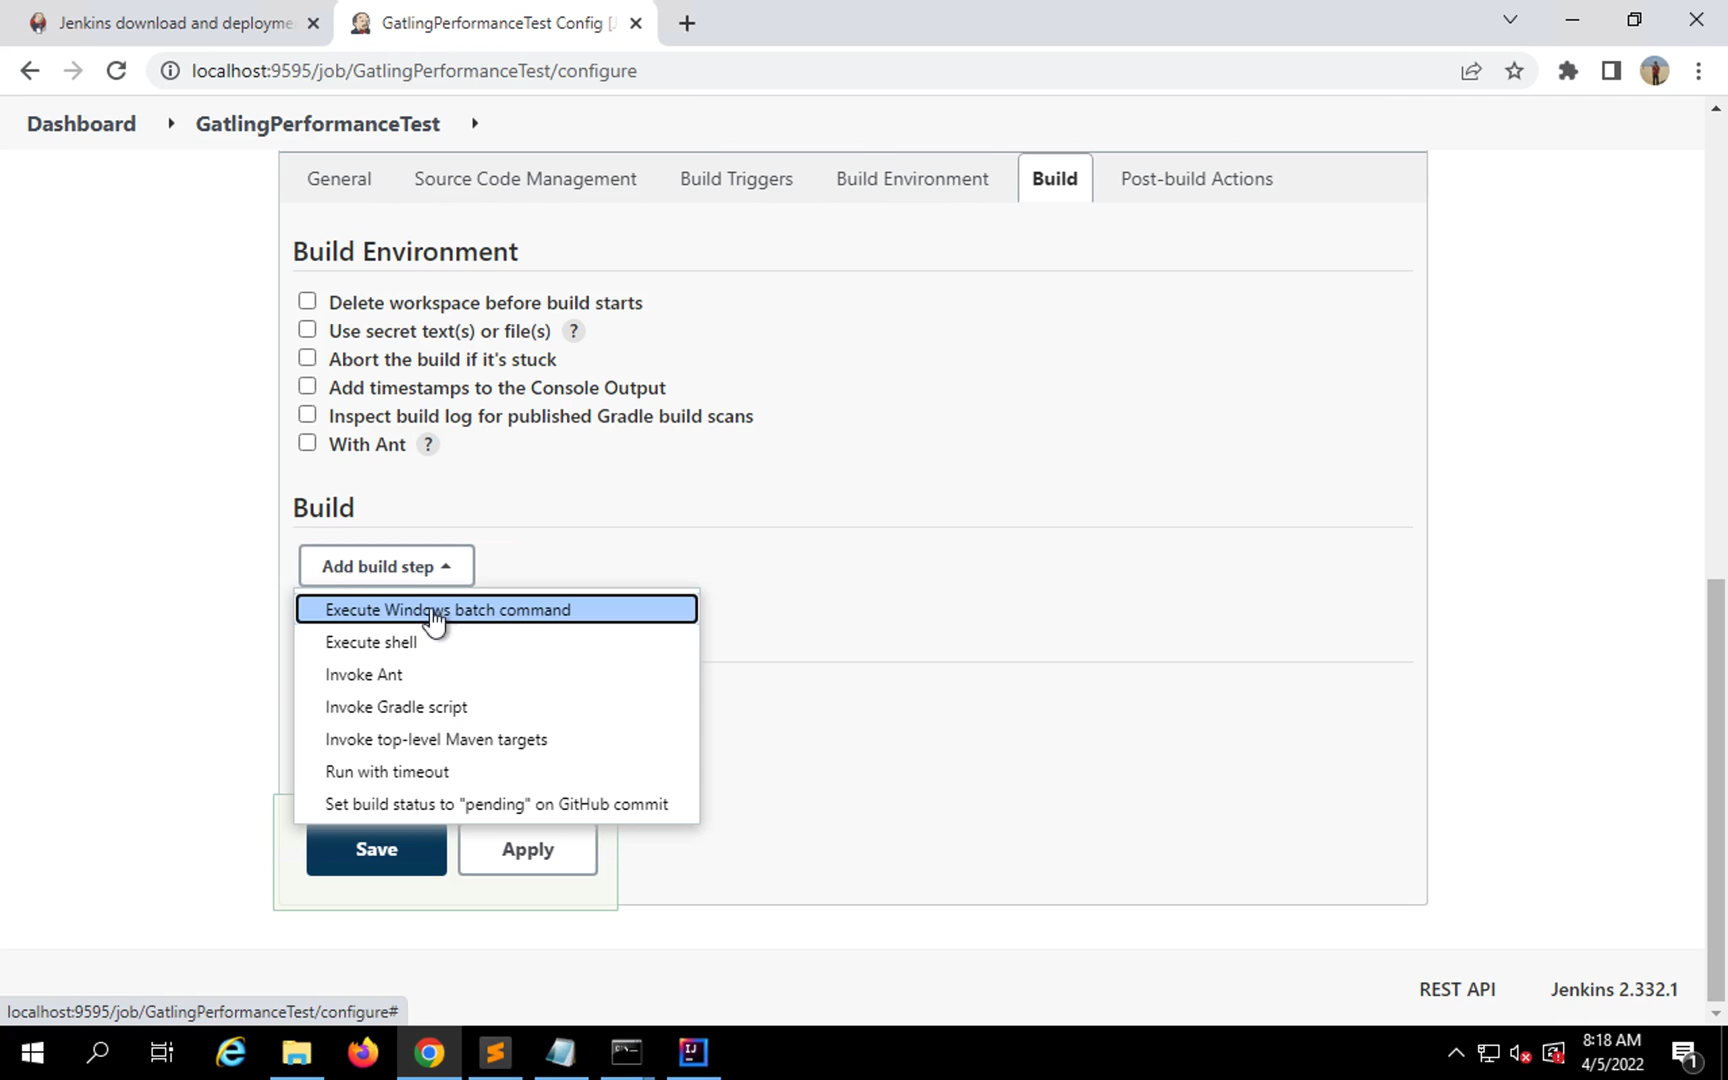 Jenkins download and deployme
GatlingPerformanceTest Config [J
localhost:9595/job/GatlingPerformanceTest/configure
Dashboard
GatlingPerformanceTest
General
Source Code Management
Build Triggers
Build Environment
Build
Post-build Actions
Build Environment
Delete workspace before build starts
Use secret text(s) or file(s) ?
Abort the build if it's stuck
Add timestamps to the Console Output
Inspect build log for published Gradle build scans
With Ant ?
Build
Add build step
Execute Windows batch command
Execute shell
Invoke Ant
Invoke Gradle script
Invoke top-level Maven targets
Run with timeout
Set build status to "pending" on GitHub commit
Save
Apply
REST API
Jenkins 2.332.1
localhost:9595/job/GatlingPerformanceTest/configure#
8:18 AM
4/5/2022
1